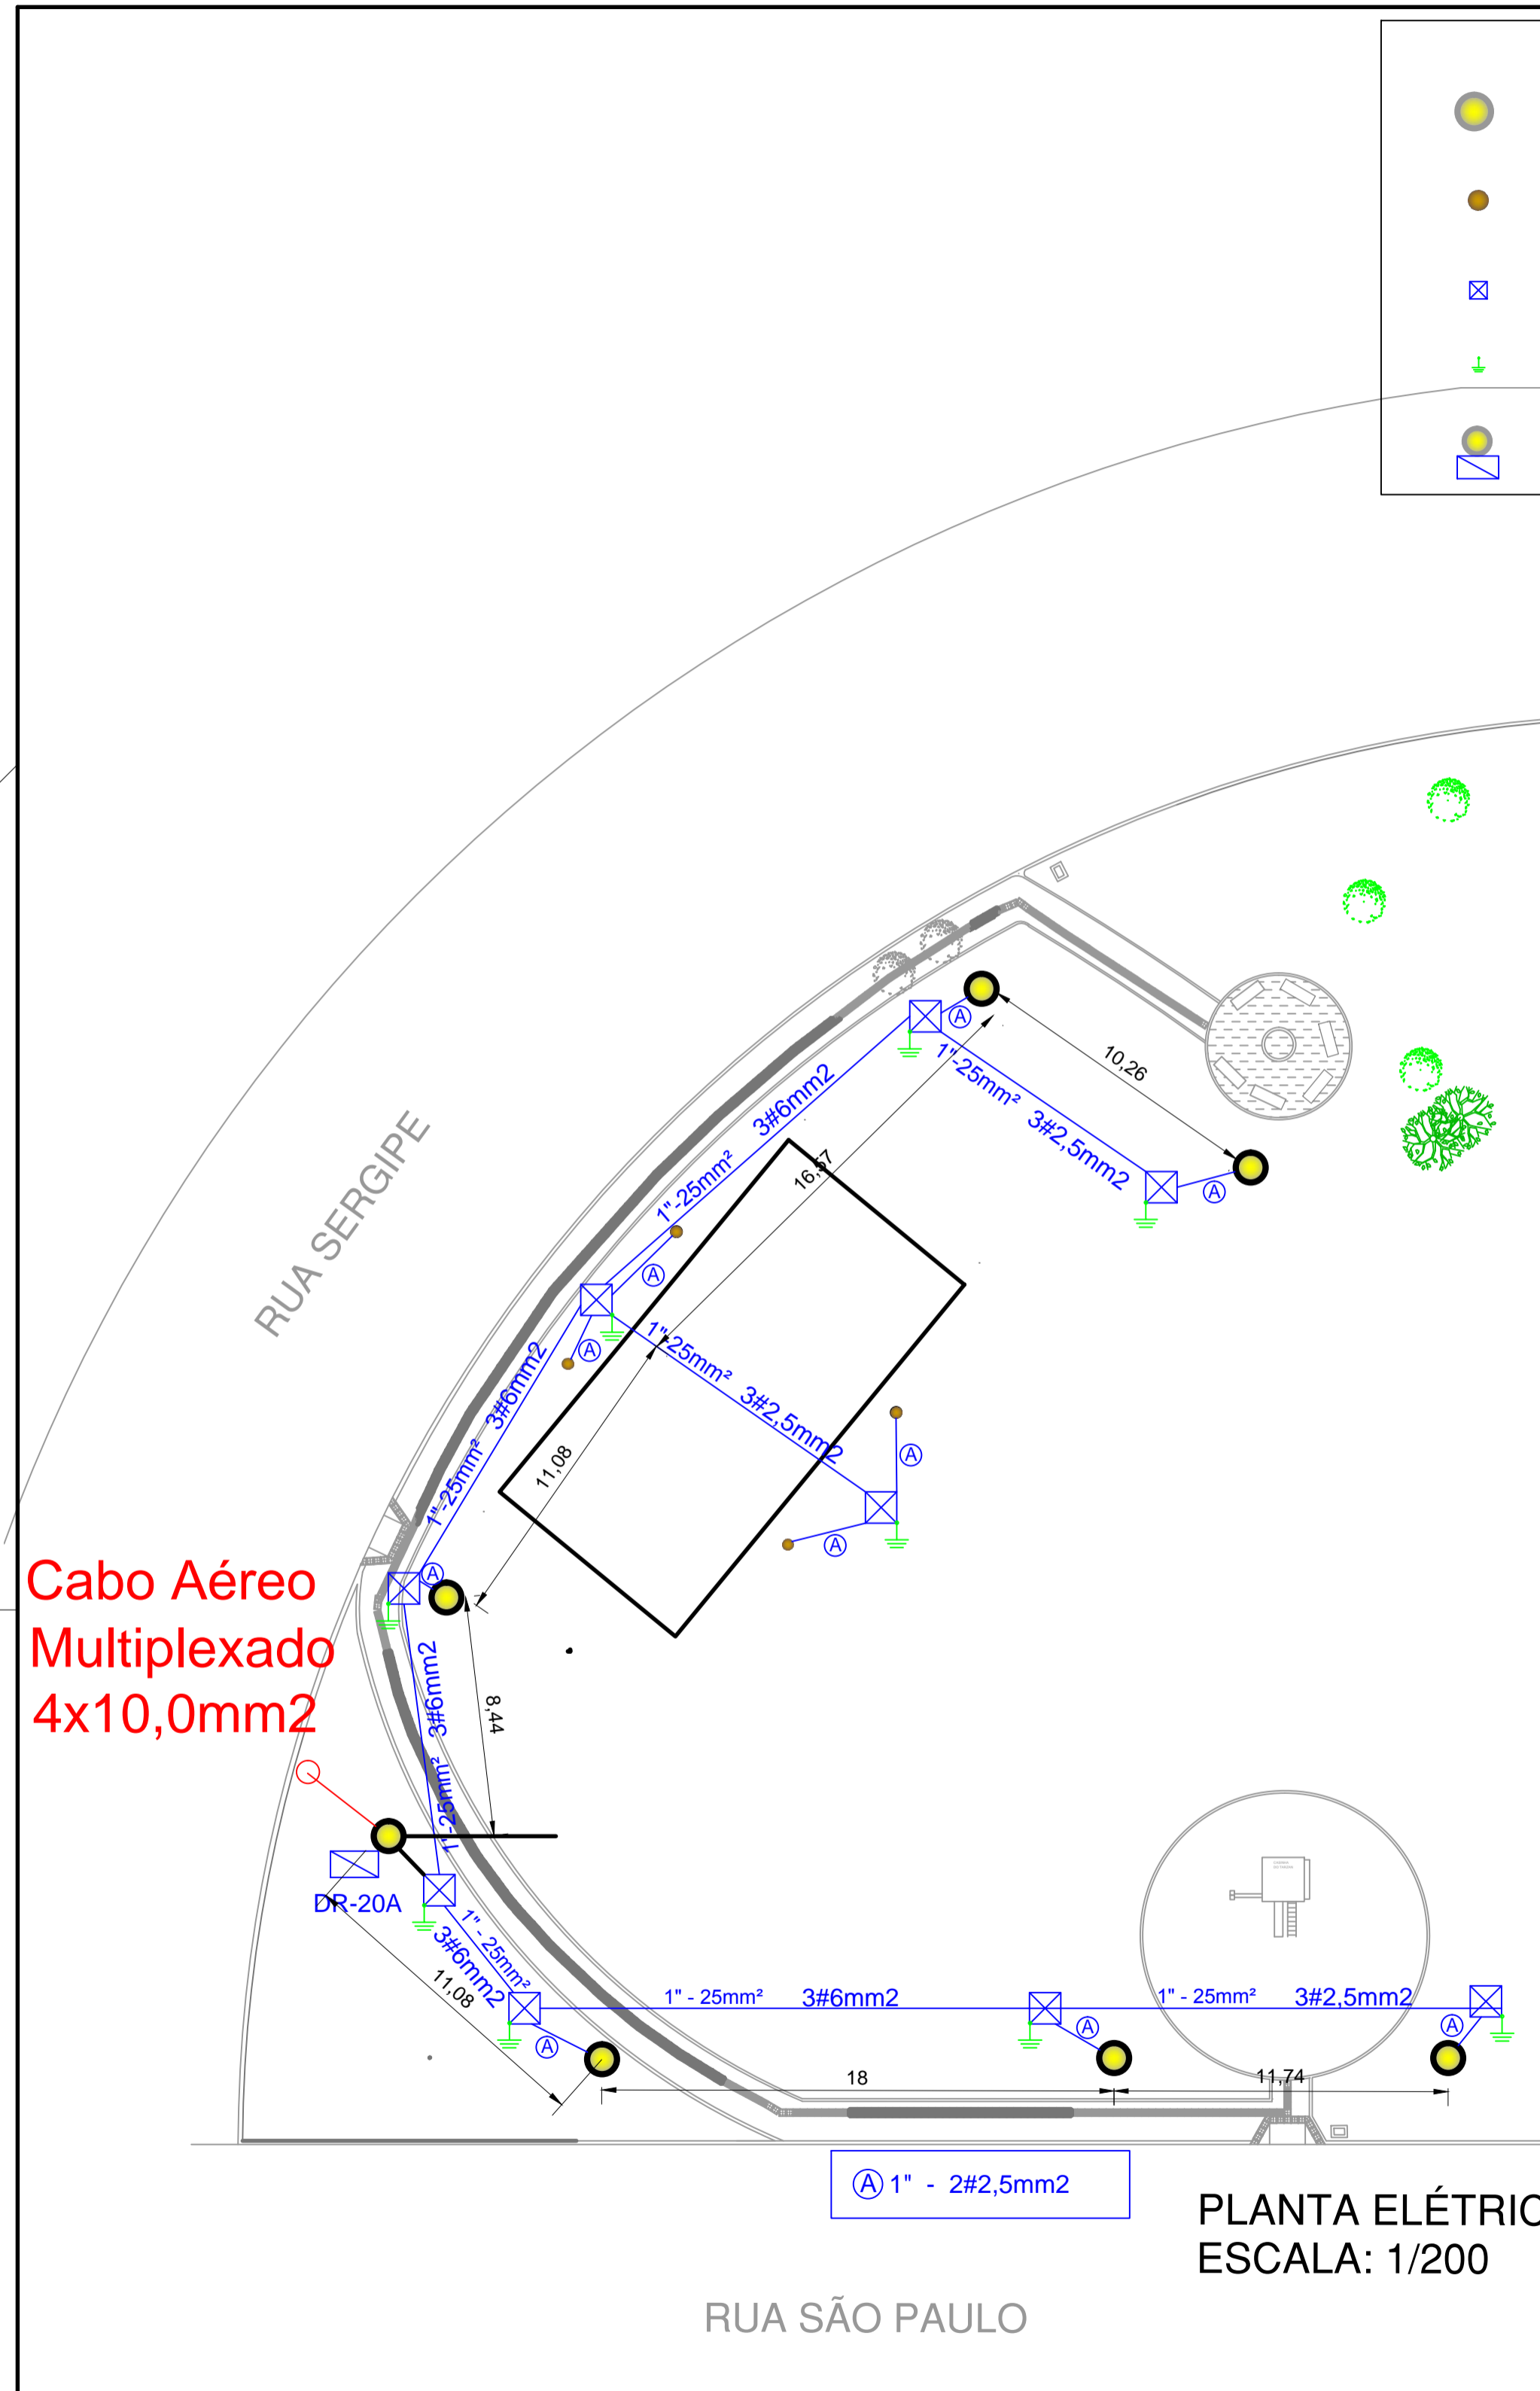 10,26
A
1"-25mm² 3#2,5mm2
A
1"-25mm² 3#6mm2
16,57
RUA SERGIPE
A
A
1"-25mm² 3#2,5mm2
1"-25mm² 3#6mm2
11,08
A
A
A
Cabo Aéreo
Multiplexado
4x10,0mm2
1"-25mm² 3#6mm2
8,44
DR-20A
1" - 25mm²
3#6mm2
11,08
1" - 25mm² 3#6mm2
1" - 25mm² 3#2,5mm2
A
A
A
18
11,74
A 1" - 2#2,5mm2
PLANTA ELÉTRIC
ESCALA: 1/200
RUA SÃO PAULO